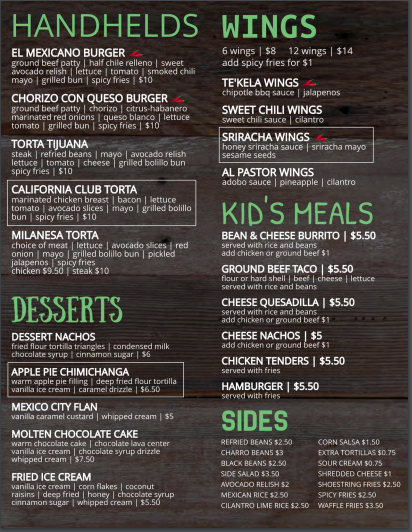 HANDHELDS
EL MEXICANO BURGER
ground beef patty | half chile relleno | sweet
avocado relish | lettuce | tomato | smoked chili
mayo | grilled bun | spicy fries | $10
CHORIZO CON QUESO BURGER
ground beef patty | chorizo | citrus-habanero
marinated red onions | queso blanco | lettuce
tomato | grilled bun | spicy fries | $10
TORTA TIJUANA
steak | refried beans | mayo | avocado relish
lettuce | tomato | cheese | grilled bolillo bun
spicy fries | $10
CALIFORNIA CLUB TORTA
marinated chicken breast | bacon | lettuce
tomato | avocado slices | mayo | grilled bolillo
bun | spicy fries | $10
MILANESA TORTA
choice of meat | lettuce | avocado slices | red
onion | mayo | grilled bolillo bun | pickled
jalapenos | spicy fries
chicken $9.50 | steak $10
DESSERTS
DESSERT NACHOS
fried flour tortilla triangles | condensed milk
chocolate syrup | cinnamon sugar | $6
APPLE PIE CHIMICHANGA
warm apple pie filling | deep fried flour tortilla
vanilla ice cream | caramel drizzle | $6.50
MEXICO CITY FLAN
vanilla caramel custard | whipped cream | $5
MOLTEN CHOCOLATE CAKE
warm chocolate cake | chocolate lava center
vanilla ice cream | chocolate syrup drizzle
whipped cream | $7.50
FRIED ICE CREAM
vanilla ice cream | corn flakes | coconut
raisins | deep fried | honey | chocolate syrup
cinnamon sugar | whipped cream | $5.50
WINGS
6 wings | $8 12 wings | $14
add spicy fries for $1
TE'KELA WINGS
chipotle bbq sauce | jalapenos
SWEET CHILI WINGS
sweet chili sauce | cilantro
SRIRACHA WINGS
honey sriracha sauce | sriracha mayo
sesame seeds
AL PASTOR WINGS
adobo sauce | pineapple | cilantro
KID'S MEALS
BEAN & CHEESE BURRITO | $5.50
served with rice and beans
add chicken or ground beef $1
GROUND BEEF TACO | $5.50
flour or hard shell | beef | cheese | lettuce
served with rice and beans
CHEESE QUESADILLA | $5.50
served with rice and beans
add chicken or ground beef $1
CHEESE NACHOS | $5
add chicken or ground beef $1
CHICKEN TENDERS | $5.50
served with fries
HAMBURGER | $5.50
served with fries
SIDES
REFRIED BEANS $2.50
CHARRO BEANS $3
BLACK BEANS $2.50
SIDE SALAD $3.50
AVOCADO RELISH $2
MEXICAN RICE $2.50
CILANTRO LIME RICE $2.50
CORN SALSA $1.50
EXTRA TORTILLAS $0.75
SOUR CREAM $0.75
SHREDDED CHEESE $1
SHOESTRING FRIES $2.50
SPICY FRIES $2.50
WAFFLE FRIES $3.50